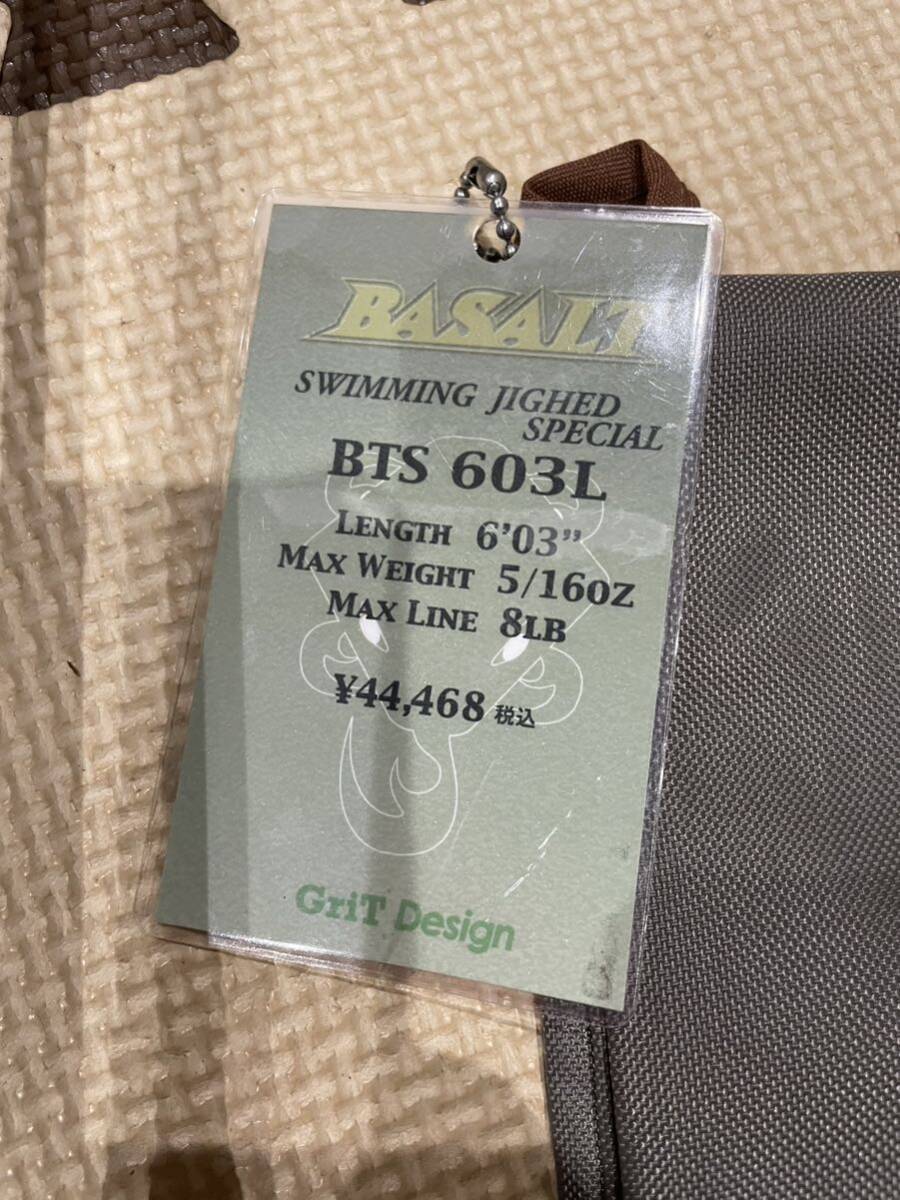 BASALT
SWIMMING JIGHED
SPECIAL
BTS 603L
LENGTH 6'03"
MAX WEIGHT 5/16OZ
MAX LINE 8LB
¥44,468 税込
GriT Design